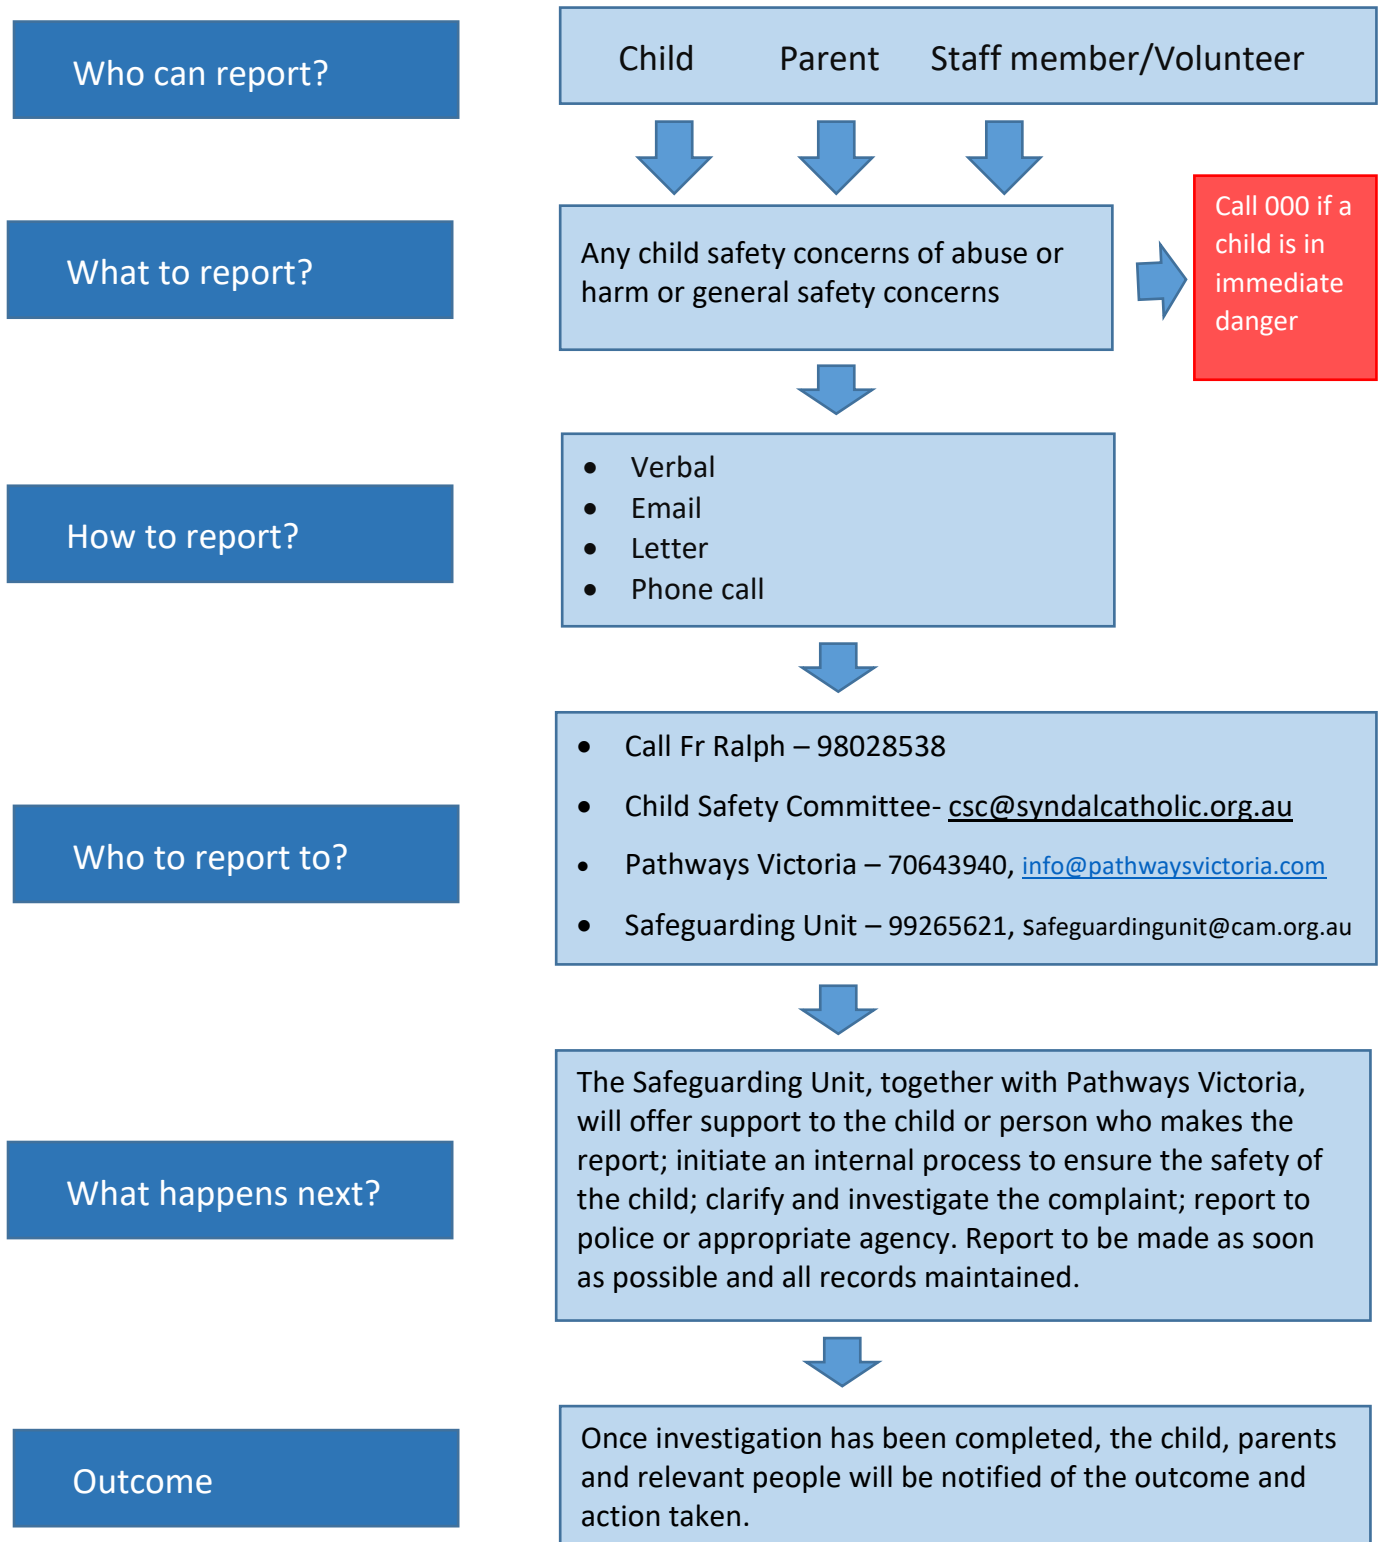 Who can report?
Child Parent Staff member/Volunteer
What to report?
Any child safety concerns of abuse or
harm or general safety concerns
Call 000 if a
child is in
immediate
danger
How to report?
• Verbal
• Email
• Letter
• Phone call
Who to report to?
• Call Fr Ralph – 98028538
• Child Safety Committee- csc@syndalcatholic.org.au
• Pathways Victoria – 70643940, info@pathwaysvictoria.com
• Safeguarding Unit – 99265621, safeguardingunit@cam.org.au
What happens next?
The Safeguarding Unit, together with Pathways Victoria,
will offer support to the child or person who makes the
report; initiate an internal process to ensure the safety of
the child; clarify and investigate the complaint; report to
police or appropriate agency. Report to be made as soon
as possible and all records maintained.
Outcome
Once investigation has been completed, the child, parents
and relevant people will be notified of the outcome and
action taken.